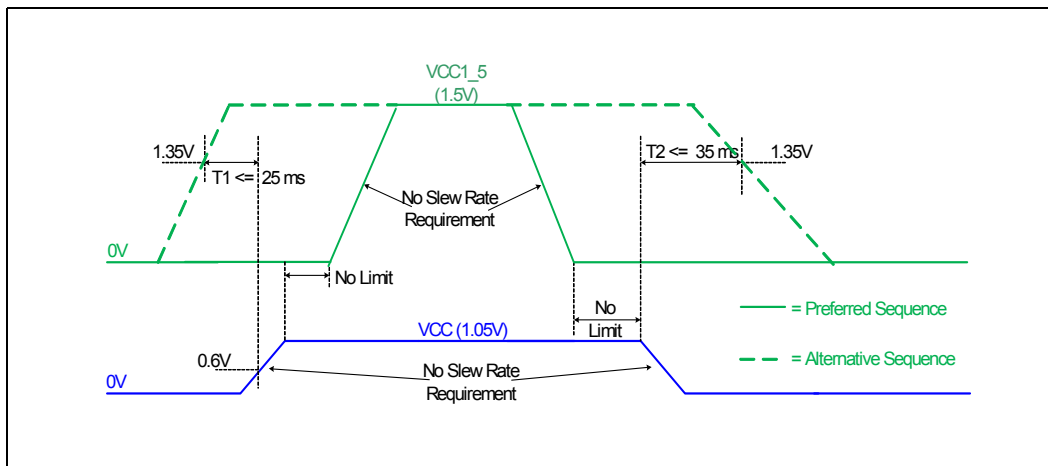 VCC1_5
(1.5V)
1.35V
T1 <= 25 ms
T2 <= 35 ms
1.35V
No Slew Rate
Requirement
0V
No Limit
No
Limit
= Preferred Sequence
VCC (1.05V)
0.6V
No Slew Rate
Requirement
= Alternative Sequence
0V